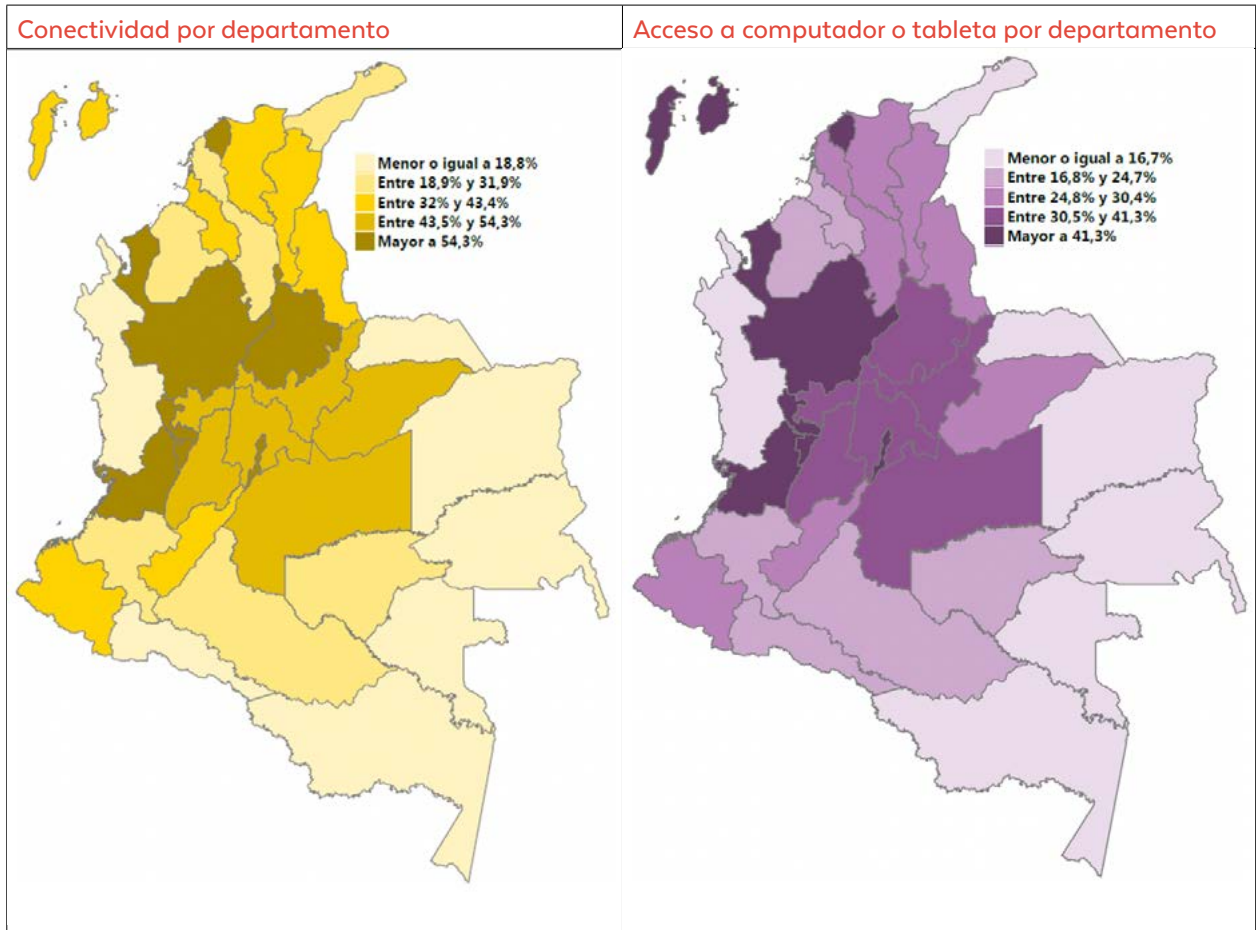 Conectividad por departamento
Menor o igual a 18,8%
Entre 18,9% y 31,9%
Entre 32% y 43,4%
Entre 43,5% y 54,3%
Mayor a 54,3%
Acceso a computador o tableta por departamento
Menor o igual a 16,7%
Entre 16,8% y 24,7%
Entre 24,8% y 30,4%
Entre 30,5% y 41,3%
Mayor a 41,3%